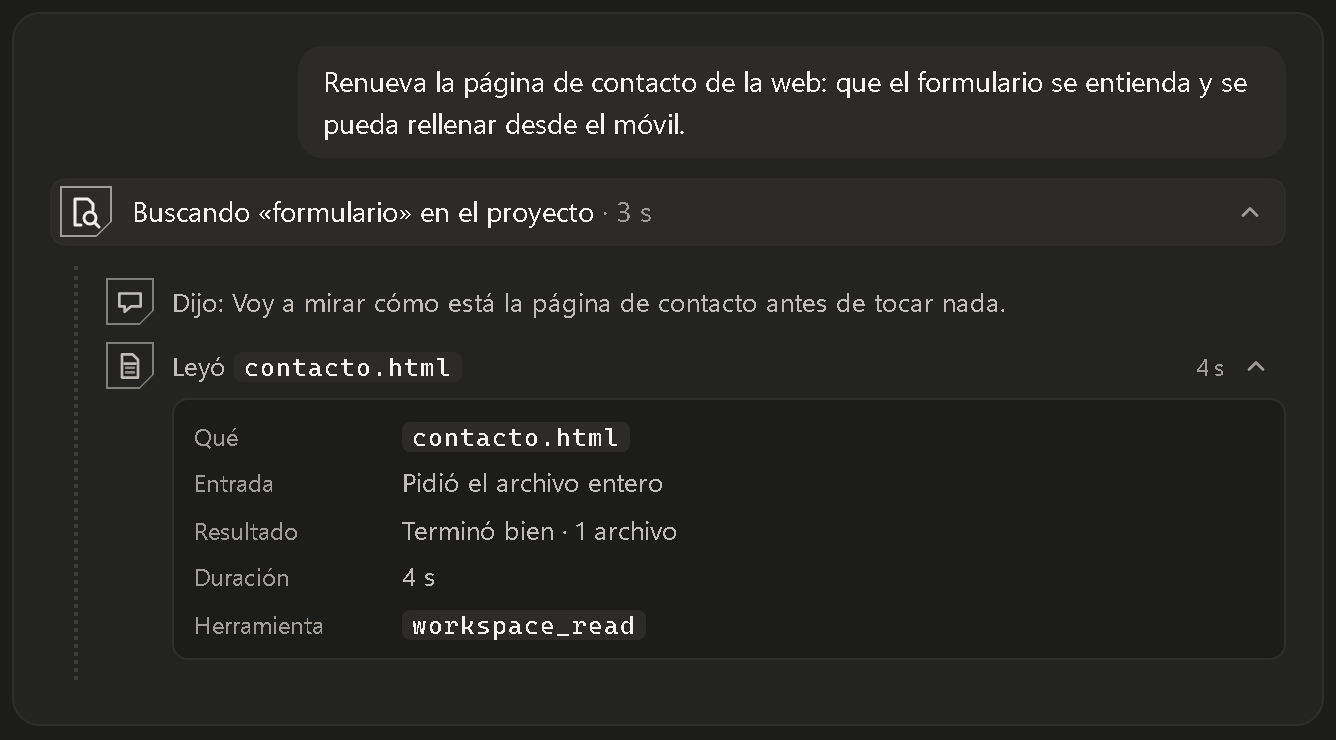 Renueva la página de contacto de la web: que el formulario se entienda y se
pueda rellenar desde el móvil.
Buscando «formulario» en el proyecto · 3 s
Dijo: Voy a mirar cómo está la página de contacto antes de tocar nada.
Leyó contacto.html 4 s
Qué contacto.html
Entrada Pidió el archivo entero
Resultado Terminó bien · 1 archivo
Duración 4 s
Herramienta workspace_read